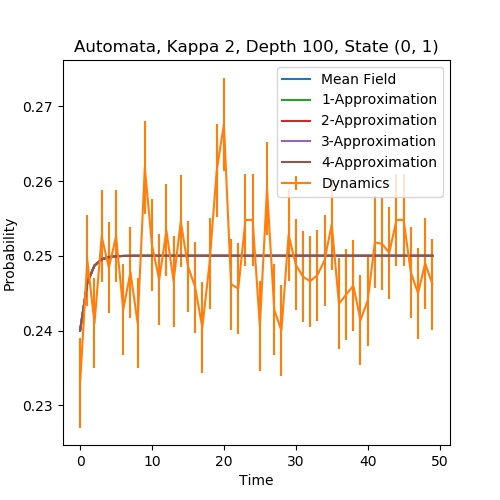 Automata, Kappa 2, Depth 100, State (0, 1)
Mean Field
1-Approximation
2-Approximation
3-Approximation
4-Approximation
Dynamics
0.27
0.26
0.25
0.24
0.23
Probability
0 10 20 30 40 50
Time